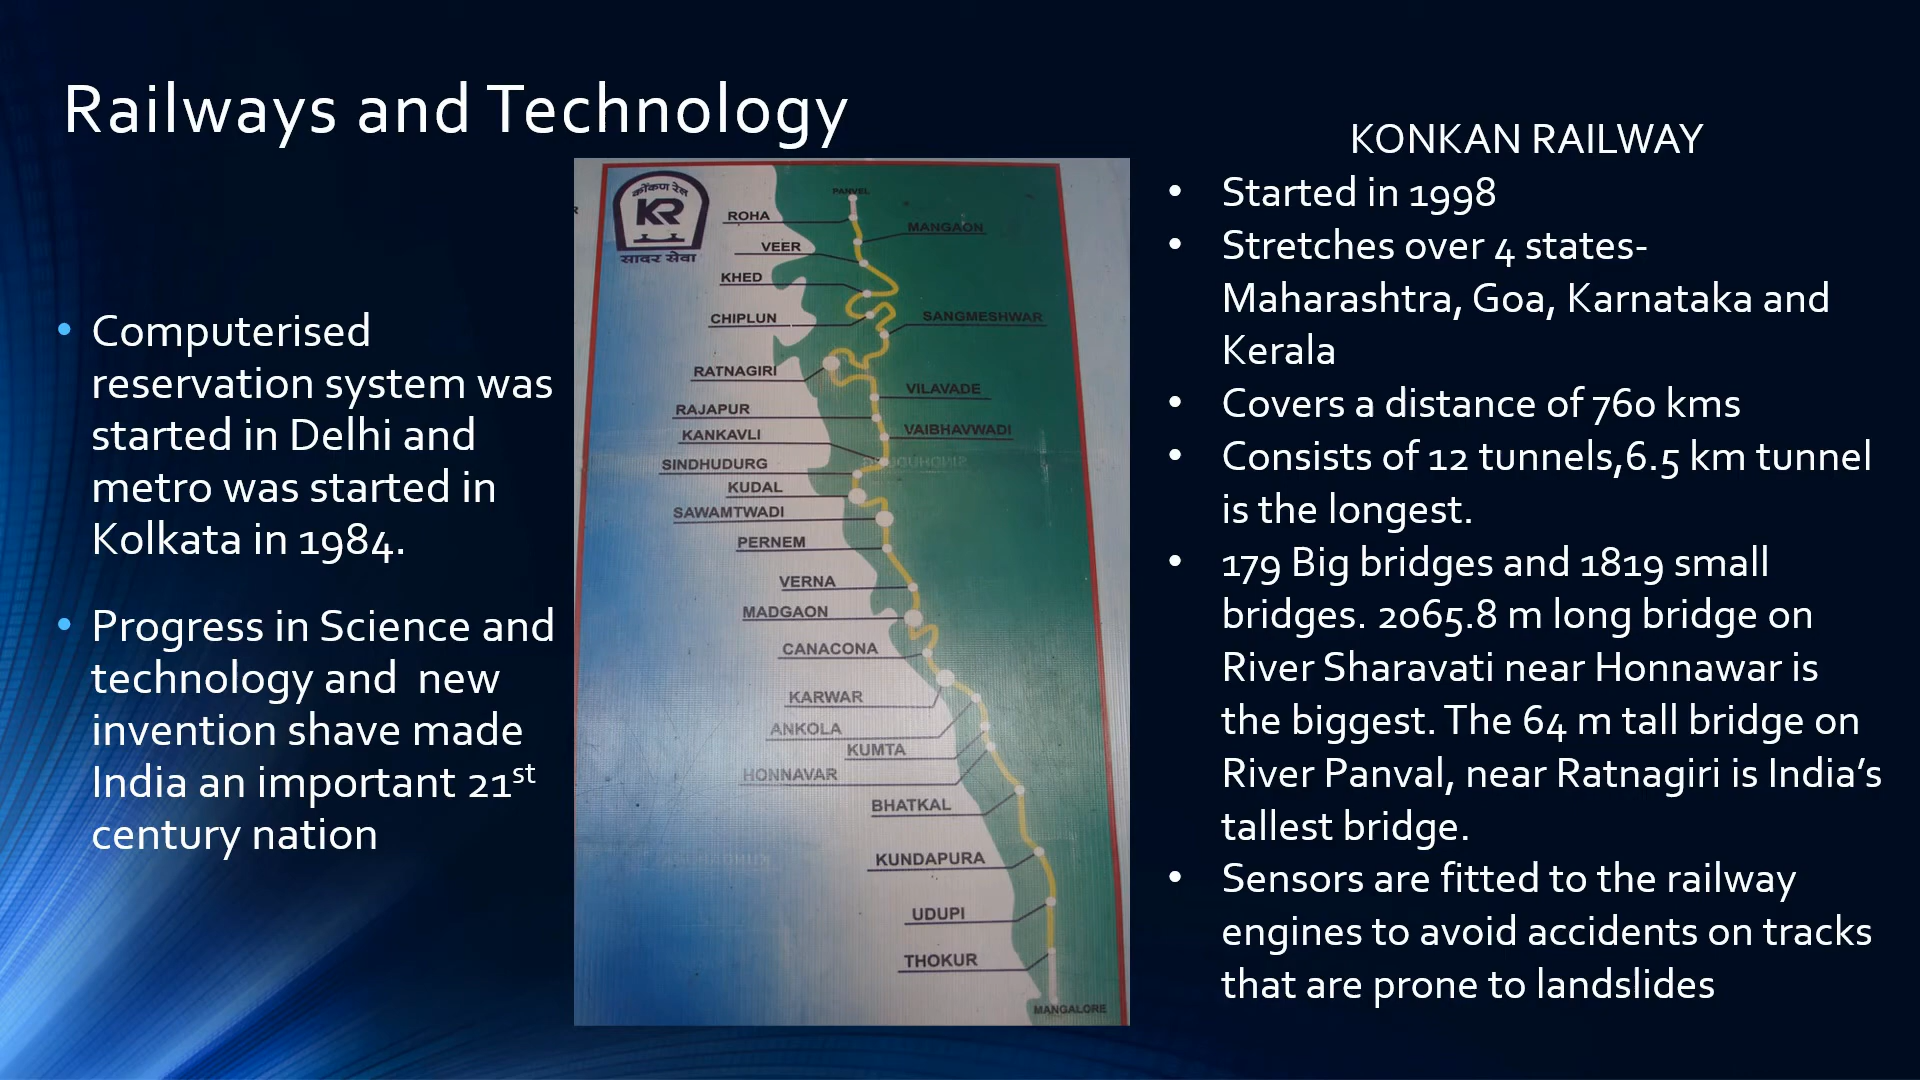 Railways and Technology
• Computerised
reservation system was
started in Delhi and
metro was started in
Kolkata in 1984.
• Progress in Science and
technology and  new
invention shave made
India an important 21st
century nation
कोंकण रेल
KR
सादर सेवा
PANVEL
ROHA
MANGAON
VEER
KHED
CHIPLUN
SANGMESHWAR
RATNAGIRI
VILAVADE
RAJAPUR
VAIBHAVWADI
KANKAVLI
SINDHUDURG
KUDAL
SAWAMTWADI
PERNEM
VERNA
MADGAON
CANACONA
KARWAR
ANKOLA
KUMTA
HONNAVAR
BHATKAL
KUNDAPURA
UDUPI
THOKUR
MANGALORE
KONKAN RAILWAY
• Started in 1998
• Stretches over 4 states-
Maharashtra, Goa, Karnataka and
Kerala
• Covers a distance of 760 kms
• Consists of 12 tunnels,6.5 km tunnel
is the longest.
• 179 Big bridges and 1819 small
bridges. 2065.8 m long bridge on
River Sharavati near Honnawar is
the biggest. The 64 m tall bridge on
River Panval, near Ratnagiri is India’s
tallest bridge.
• Sensors are fitted to the railway
engines to avoid accidents on tracks
that are prone to landslides